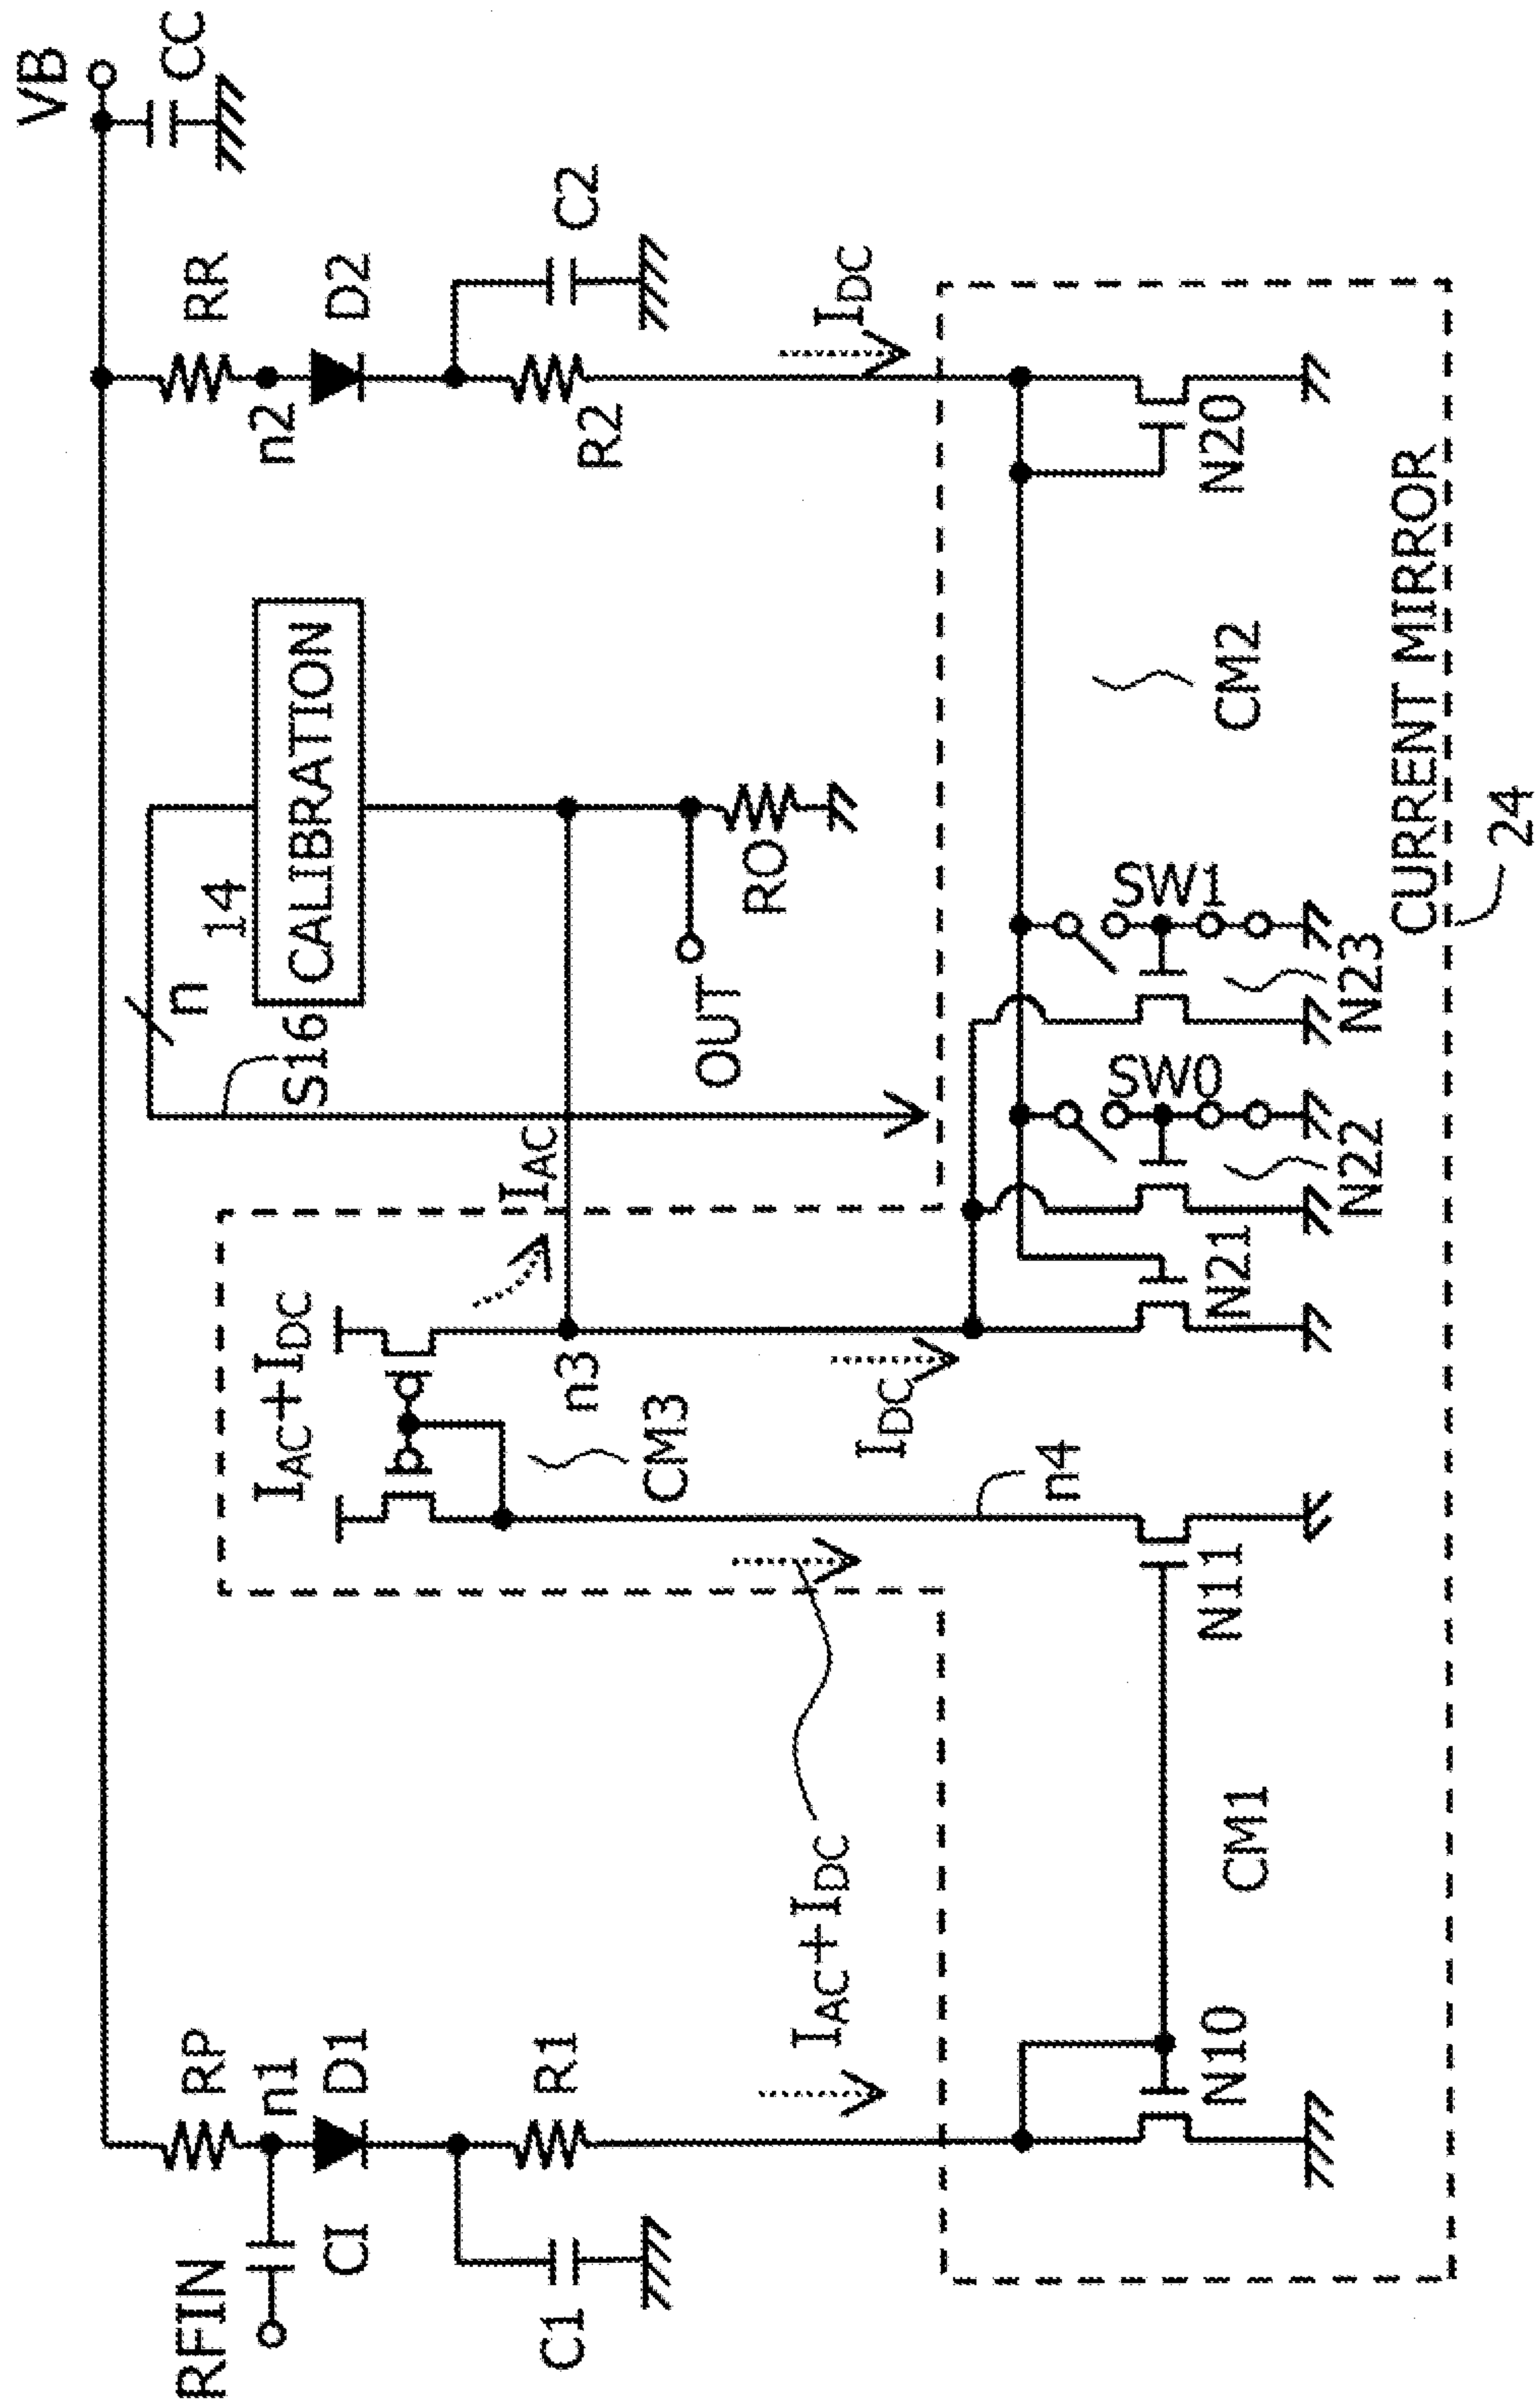 VB
CC
RP
RR
RFIN
n1
n2
CI
D1
D2
C1
R1
C2
R2
14
CALIBRATION
n
S16
IAC+IDC
IAC
n3
CM3
RO
OUT
IAC+IDC
IDC
IDC
n4
SW0
SW1
N10
CM1
N11
N21
N22
N23
CM2
N20
CURRENT MIRROR
24